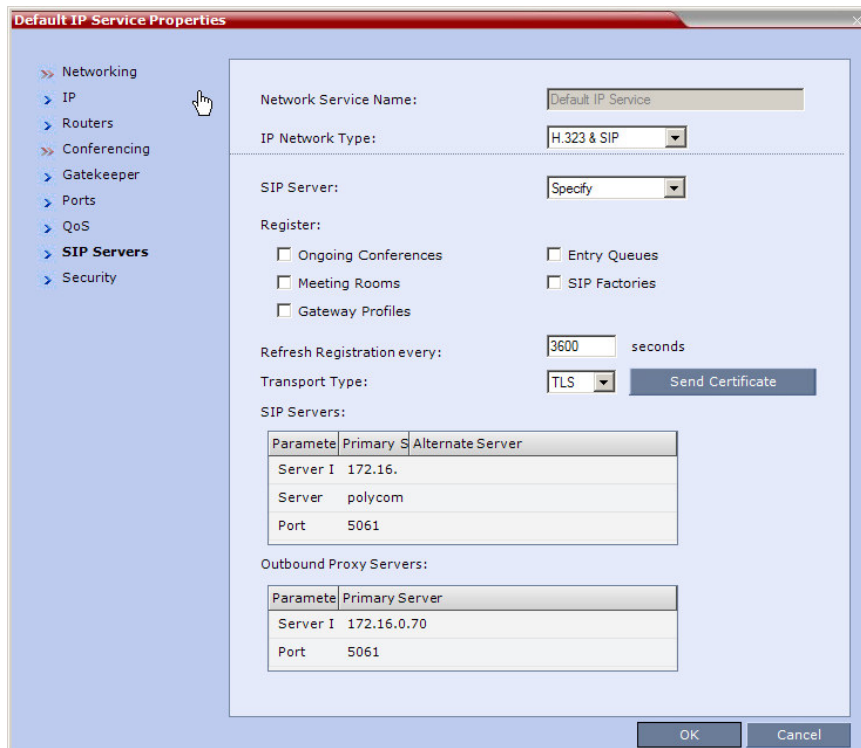 Default IP Service Properties
Networking
IP
Routers
Conferencing
Gatekeeper
Ports
QoS
SIP Servers
Security
Network Service Name: Default IP Service
IP Network Type: H.323 & SIP
SIP Server: Specify
Register:
Ongoing Conferences Entry Queues
Meeting Rooms SIP Factories
Gateway Profiles
Refresh Registration every: 3600 seconds
Transport Type: TLS Send Certificate
SIP Servers:
Paramete Primary S Alternate Server
Server I 172.16.
Server polycom
Port 5061
Outbound Proxy Servers:
Paramete Primary Server
Server I 172.16.0.70
Port 5061
OK Cancel